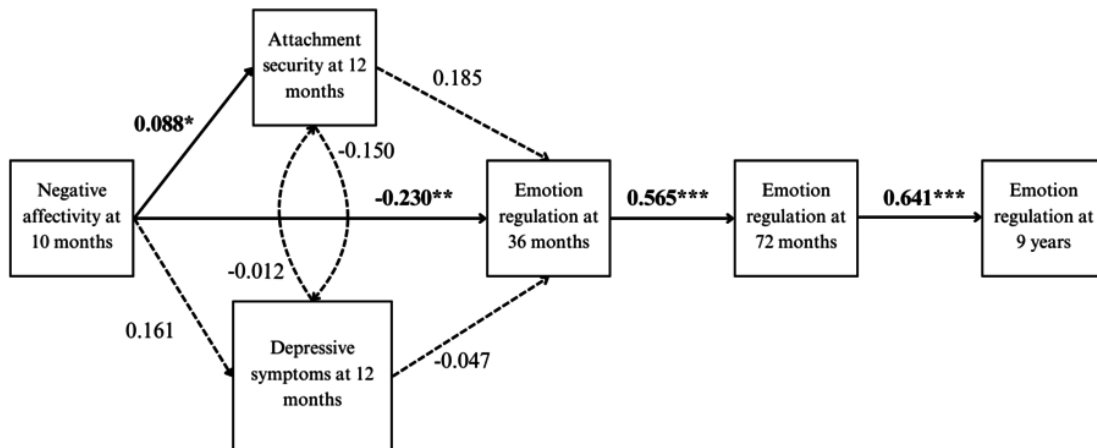 Attachment
security at 12
months
0.185
0.088*
-0.150
Negative
affectivity at
10 months
-0.230**
Emotion
regulation at
36 months
0.565***
Emotion
regulation at
72 months
0.641***
Emotion
regulation at
9 years
-0.012
0.161
Depressive
symptoms at 12
months
-0.047